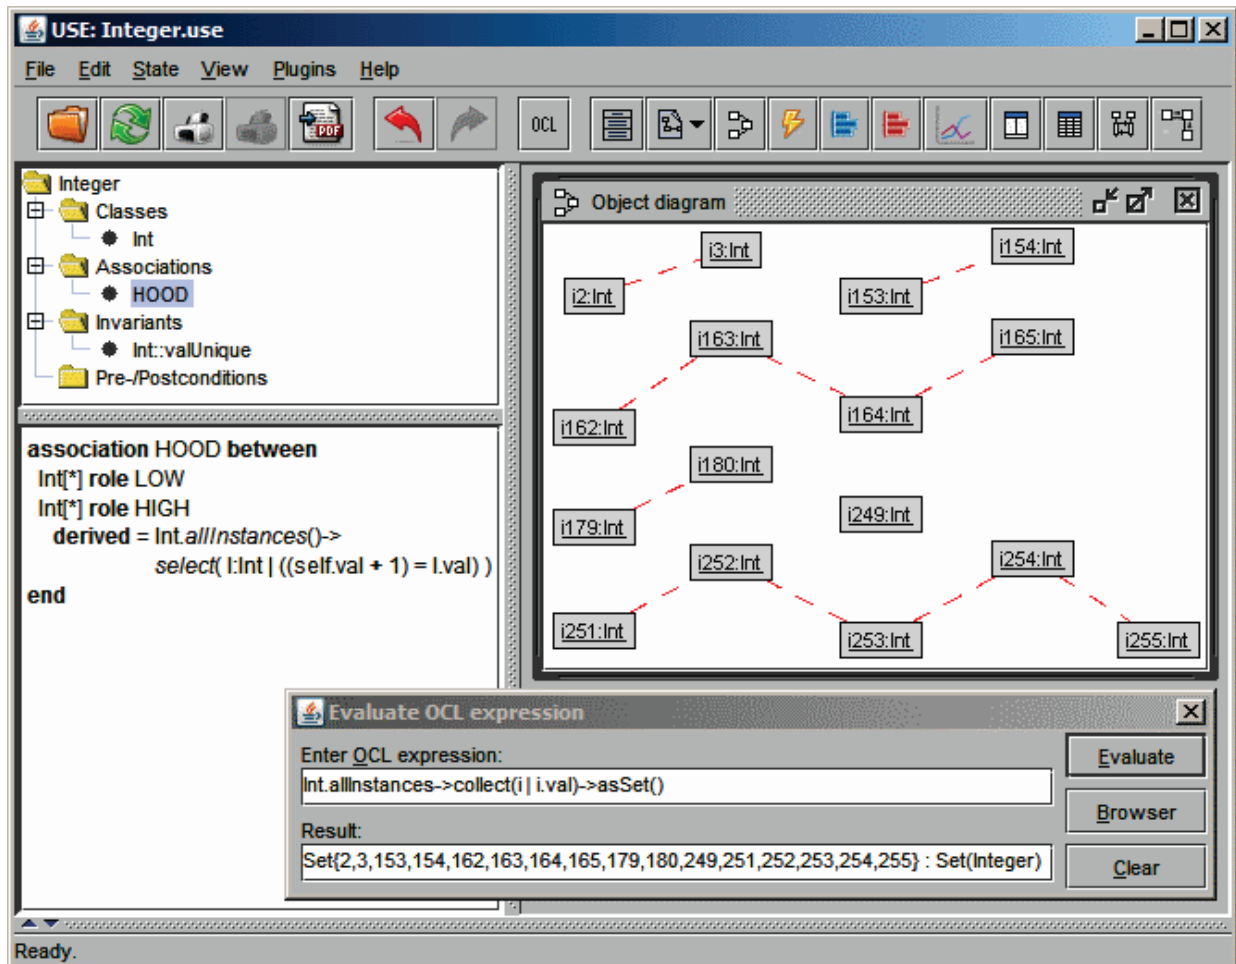 USE: Integer.use
File Edit State View Plugins Help
PDF
OCL
Integer
Classes
Int
Associations
HOOD
Invariants
Int::valUnique
Pre-/Postconditions
association HOOD between
Int[*] role LOW
Int[*] role HIGH
derived = Int.allInstances()->
select( I:Int | ((self.val + 1) = I.val) )
end
Object diagram
i3:Int
i154:Int
i2:Int
i153:Int
i163:Int
i165:Int
i162:Int
i164:Int
i180:Int
i179:Int
i249:Int
i252:Int
i254:Int
i251:Int
i253:Int
i255:Int
Evaluate OCL expression
Enter OCL expression:
Int.allInstances->collect(i | i.val)->asSet()
Result:
Set{2,3,153,154,162,163,164,165,179,180,249,251,252,253,254,255} : Set(Integer)
Evaluate
Browser
Clear
Ready.